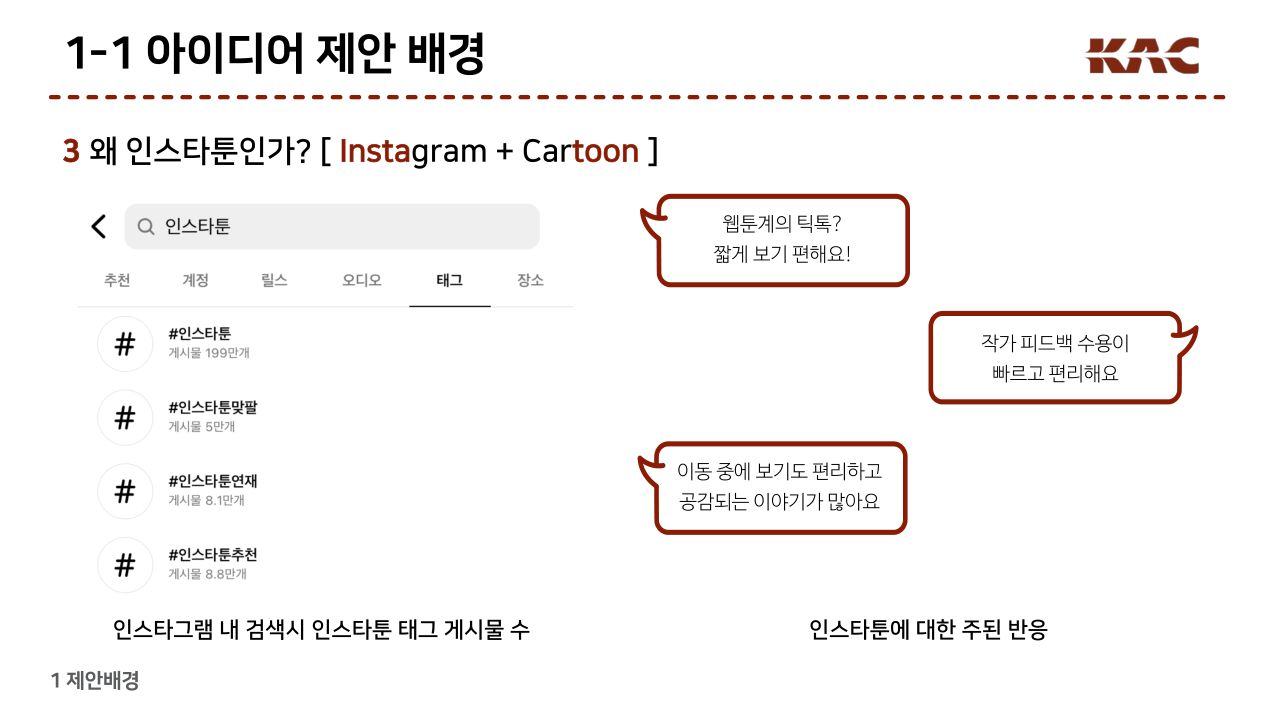 1-1 아이디어 제안 배경
KAC
3 왜 인스타툰인가? [ Instagram + Cartoon ]
인스타툰
추천 계정 릴스 오디오 태그 장소
# #인스타툰
게시물 199만개
# #인스타툰맞팔
게시물 5만개
# #인스타툰연재
게시물 8.1만개
# #인스타툰추천
게시물 8.8만개
인스타그램 내 검색시 인스타툰 태그 게시물 수
웹툰계의 틱톡?
짧게 보기 편해요!
작가 피드백 수용이
빠르고 편리해요
이동 중에 보기도 편리하고
공감되는 이야기가 많아요
인스타툰에 대한 주된 반응
1 제안배경